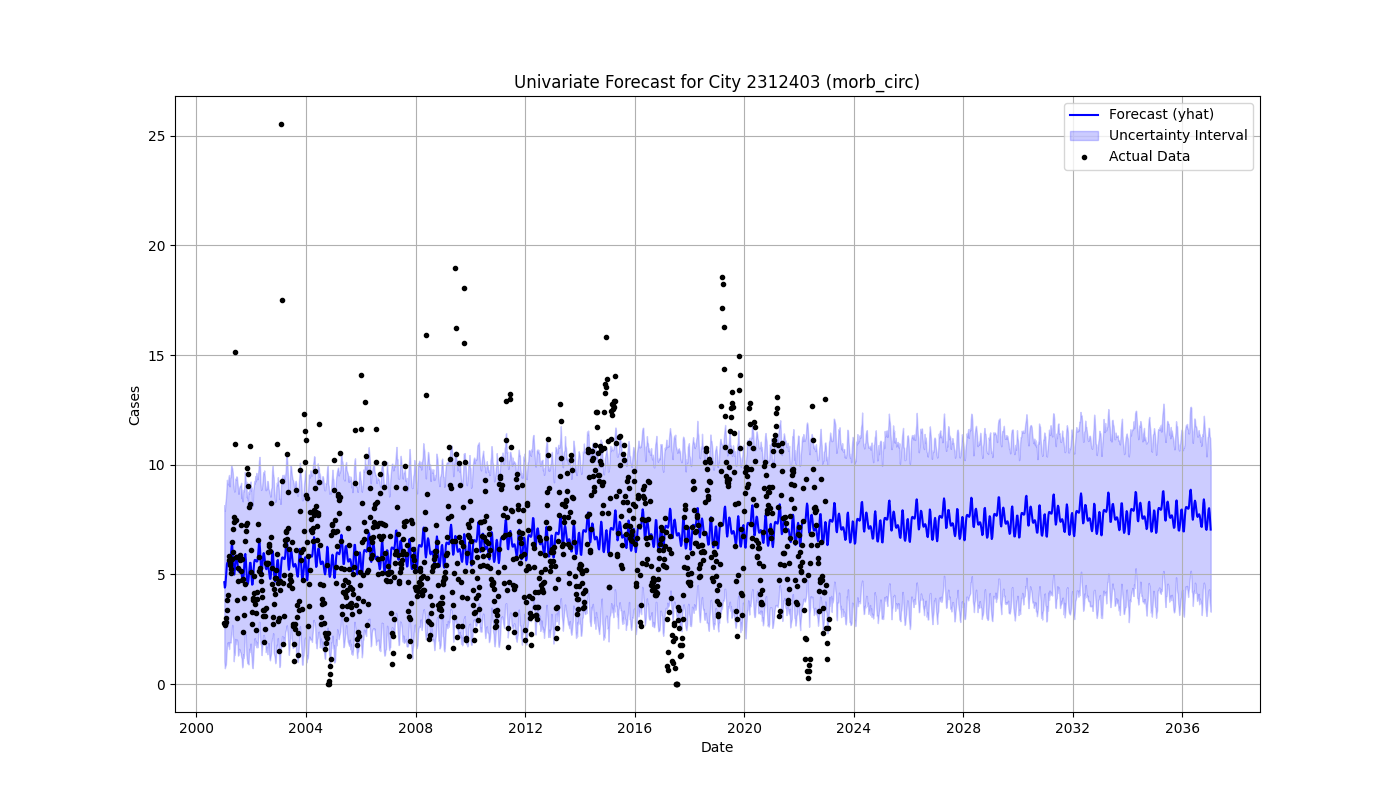 Univariate Forecast for City 2312403 (morb_circ)
Forecast (yhat)
Uncertainty Interval
Actual Data
25
20
15
10
5
0
Cases
2000 2004 2008 2012 2016 2020 2024 2028 2032 2036
Date